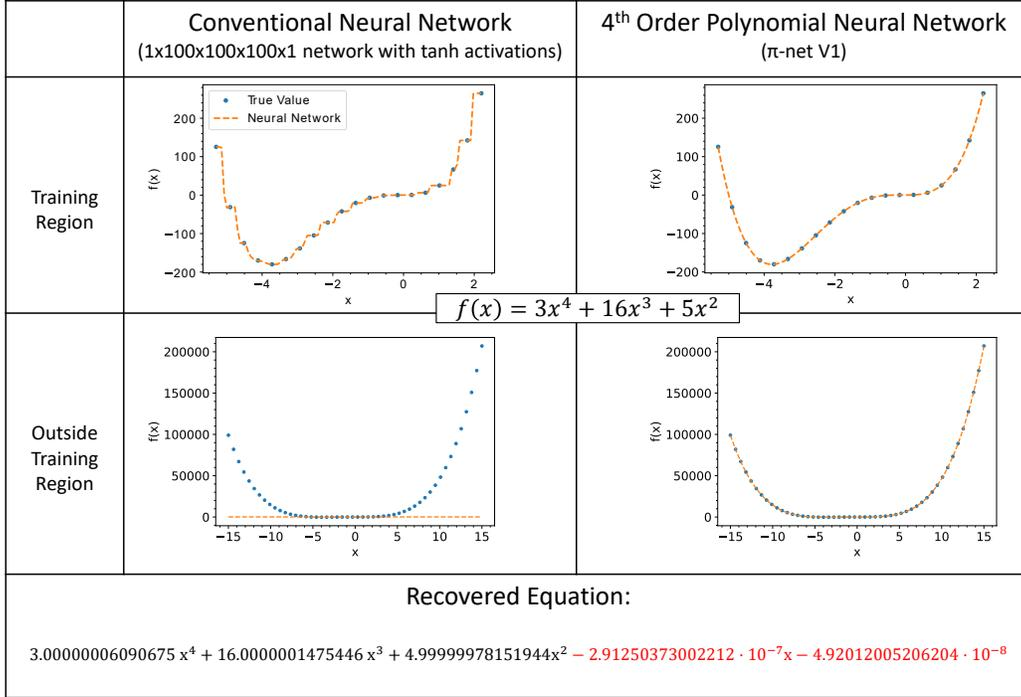 Conventional Neural Network
(1x100x100x100x1 network with tanh activations)
4th Order Polynomial Neural Network
(π-net V1)
Training
Region
True Value
Neural Network
f(x)
200
100
0
−100
−200
−4
−2
0
2
x
f(x)
200
100
0
−100
−200
−4
−2
0
2
x
f(x) = 3x⁴ + 16x³ + 5x²
Outside
Training
Region
f(x)
200000
150000
100000
50000
0
−15
−10
−5
0
5
10
15
x
f(x)
200000
150000
100000
50000
0
−15
−10
−5
0
5
10
15
x
Recovered Equation:
3.00000006090675 x⁴ + 16.0000001475446 x³ + 4.99999978151944x² − 2.91250373002212 · 10⁻⁷x − 4.92012005206204 · 10⁻⁸